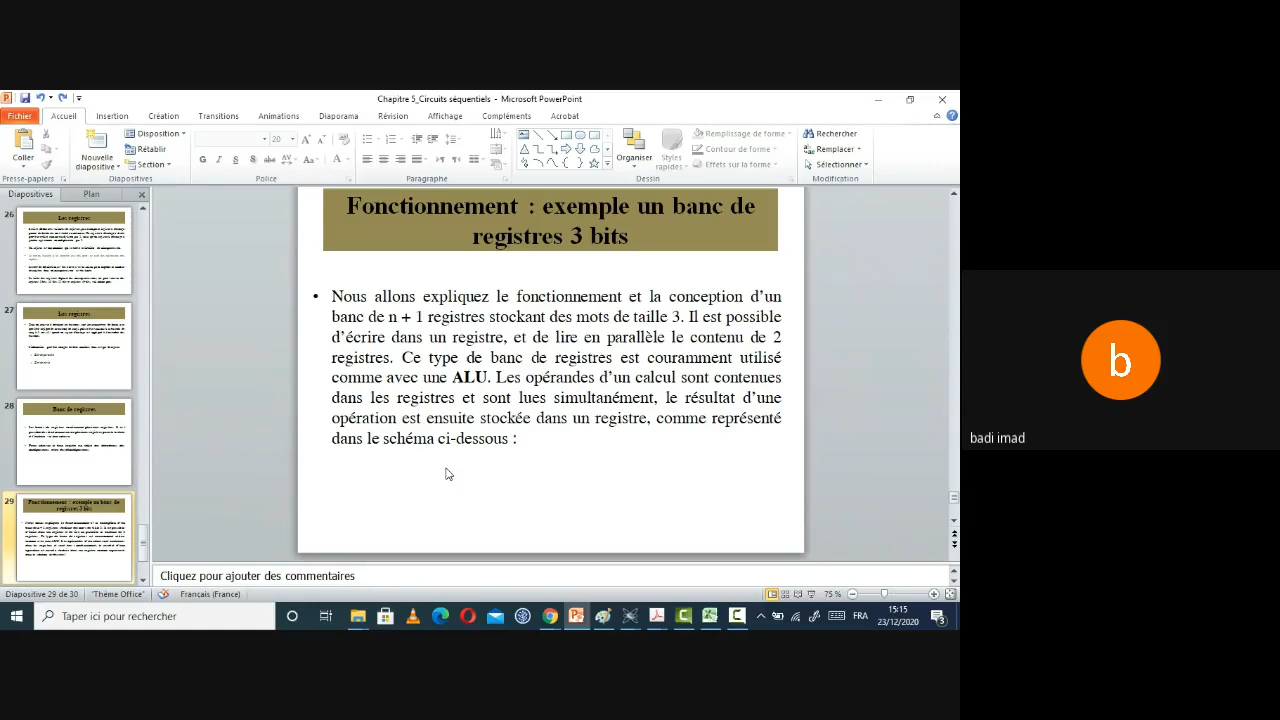 Chapitre 5_Circuits séquentiels - Microsoft PowerPoint
Fichier Accueil Insertion Création Transitions Animations Diaporama Révision Affichage Compléments Acrobat
Coller
Nouvelle diapositive
Disposition
Rétablir
Section
20
G I S S abc AV Aa A
Organiser
Styles rapides
Remplissage de forme
Contour de forme
Effets sur la forme
Rechercher
Remplacer
Sélectionner
Presse-papiers Diapositives Police Paragraphe Dessin Modification
Diapositives Plan
26
Les registres
27
Les registres
28
Banc de registres
29
Fonctionnement : exemple un banc de
registres 3 bits
Fonctionnement : exemple un banc de
registres 3 bits
• Nous allons expliquez le fonctionnement et la conception d’un
banc de n + 1 registres stockant des mots de taille 3. Il est possible
d’écrire dans un registre, et de lire en parallèle le contenu de 2
registres. Ce type de banc de registres est couramment utilisé
comme avec une ALU. Les opérandes d’un calcul sont contenues
dans les registres et sont lues simultanément, le résultat d’une
opération est ensuite stockée dans un registre, comme représenté
dans le schéma ci-dessous :
Cliquez pour ajouter des commentaires
Diapositive 29 de 30 "Thème Office" Français (France) 75 %
Taper ici pour rechercher
FRA
15:15
23/12/2020
3
b
badi imad